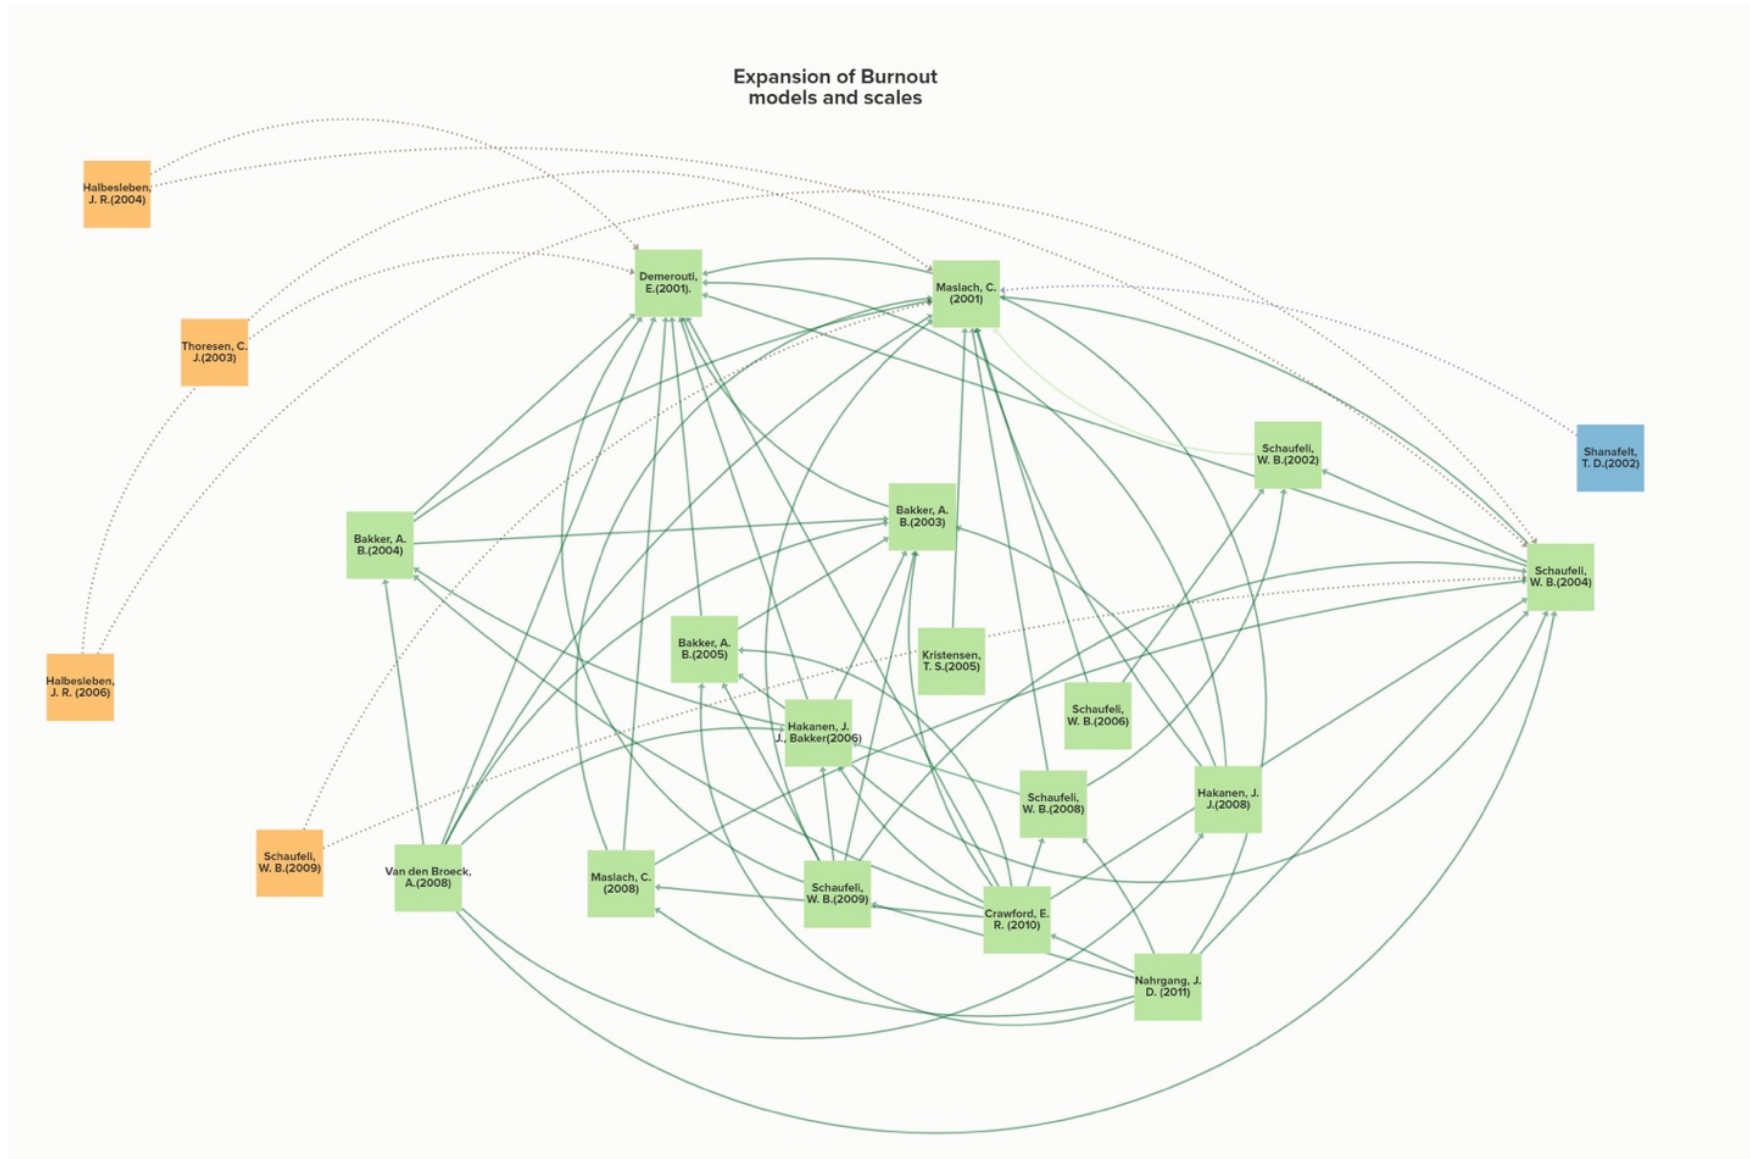 Expansion of Burnout
models and scales
Halbesleben,
J. R.(2004)
Demerouti,
E.(2001).
Maslach, C.
(2001)
Thoresen, C.
J.(2003)
Schaufeli,
W. B.(2002)
Shanafelt,
T. D.(2002)
Bakker, A.
B.(2004)
Bakker, A.
B.(2003)
Schaufeli,
W. B.(2004)
Bakker, A.
B.(2005)
Kristensen,
T. S.(2005)
Halbesleben,
J. R. (2006)
Schaufeli,
W. B.(2006)
Hakanen, J.
J., Bakker(2006)
Schaufeli,
W. B.(2008)
Hakanen, J.
J.(2008)
Schaufeli,
W. B.(2009)
Van den Broeck,
A.(2008)
Maslach, C.
(2008)
Schaufeli,
W. B.(2009)
Crawford, E.
R. (2010)
Nahrgang, J.
D. (2011)